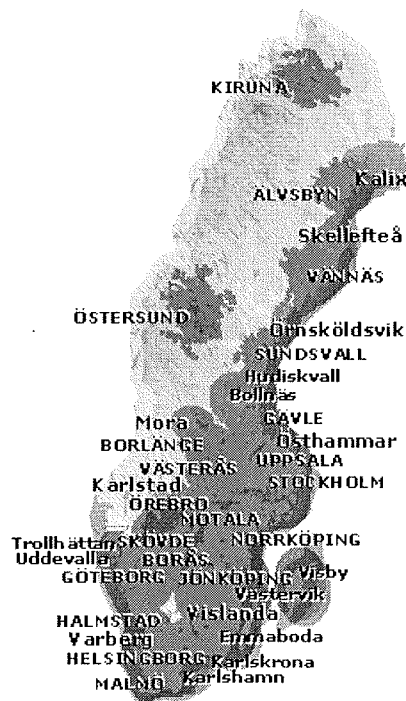 KIRUNA
Kalix
ÄLVSBYN
Skellefteå
VÄNNÄS
ÖSTERSUND
Örnsköldsvik
SUNDSVALL
Hudiskvall
Bollnäs
Mora
GÄVLE
BORLÄNGE
Östhammar
VÄSTERÅS
UPPSALA
Karlstad
STOCKHOLM
ÖREBRO
MOTALA
Trollhättan
SKÖVDE
NORRKÖPING
Uddevalla
BORÅS
GÖTEBORG
JÖNKÖPING
Visby
Västervik
HALMSTAD
Vislanda
Varberg
Emmaboda
HELSINGBORG
Karlskrona
MALMÖ
Karlshamn